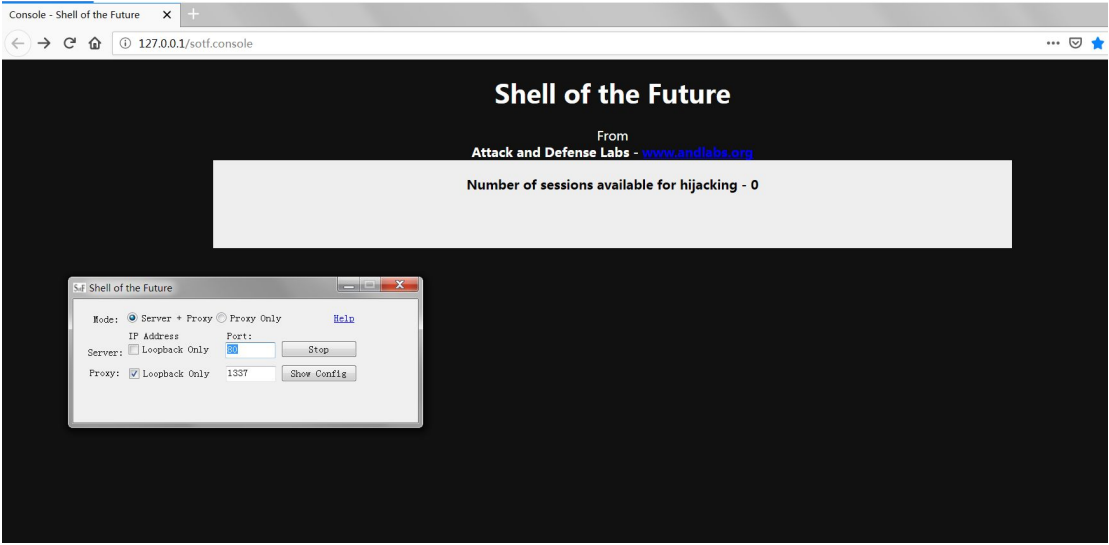 Console - Shell of the Future
127.0.0.1/sotf.console
Shell of the Future
From
Attack and Defense Labs - www.andlabs.org
Number of sessions available for hijacking - 0
Shell of the Future
Mode: Server + Proxy Proxy Only Help
IP Address Port:
Server: Loopback Only 80 Stop
Proxy: Loopback Only 1337 Show Config